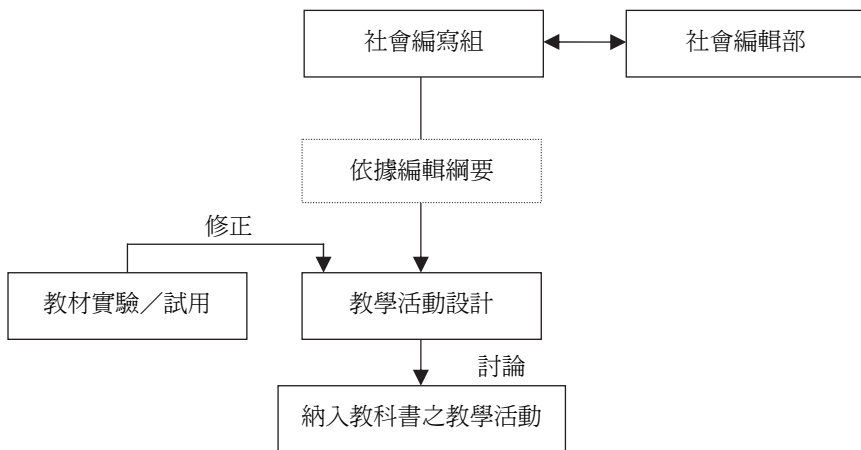 社會編寫組
社會編輯部
依據編輯綱要
修正
教材實驗／試用
教學活動設計
討論
納入教科書之教學活動